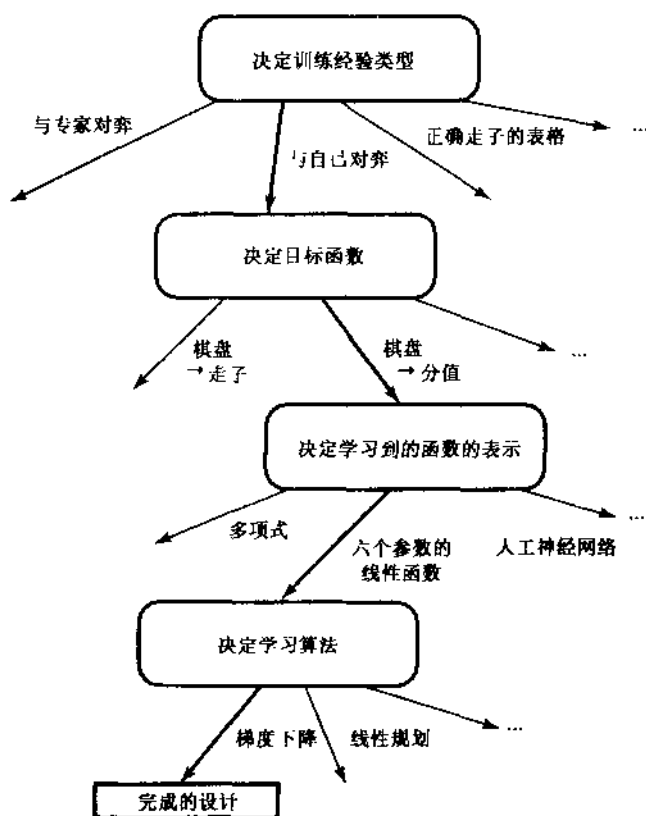 决定训练经验类型
与专家对弈
与自己对弈
正确走子的表格
...
决定目标函数
棋盘
→走子
棋盘
→分值
...
决定学习到的函数的表示
多项式
六个参数的
线性函数
人工神经网络
...
决定学习算法
梯度下降
线性规划
...
完成的设计